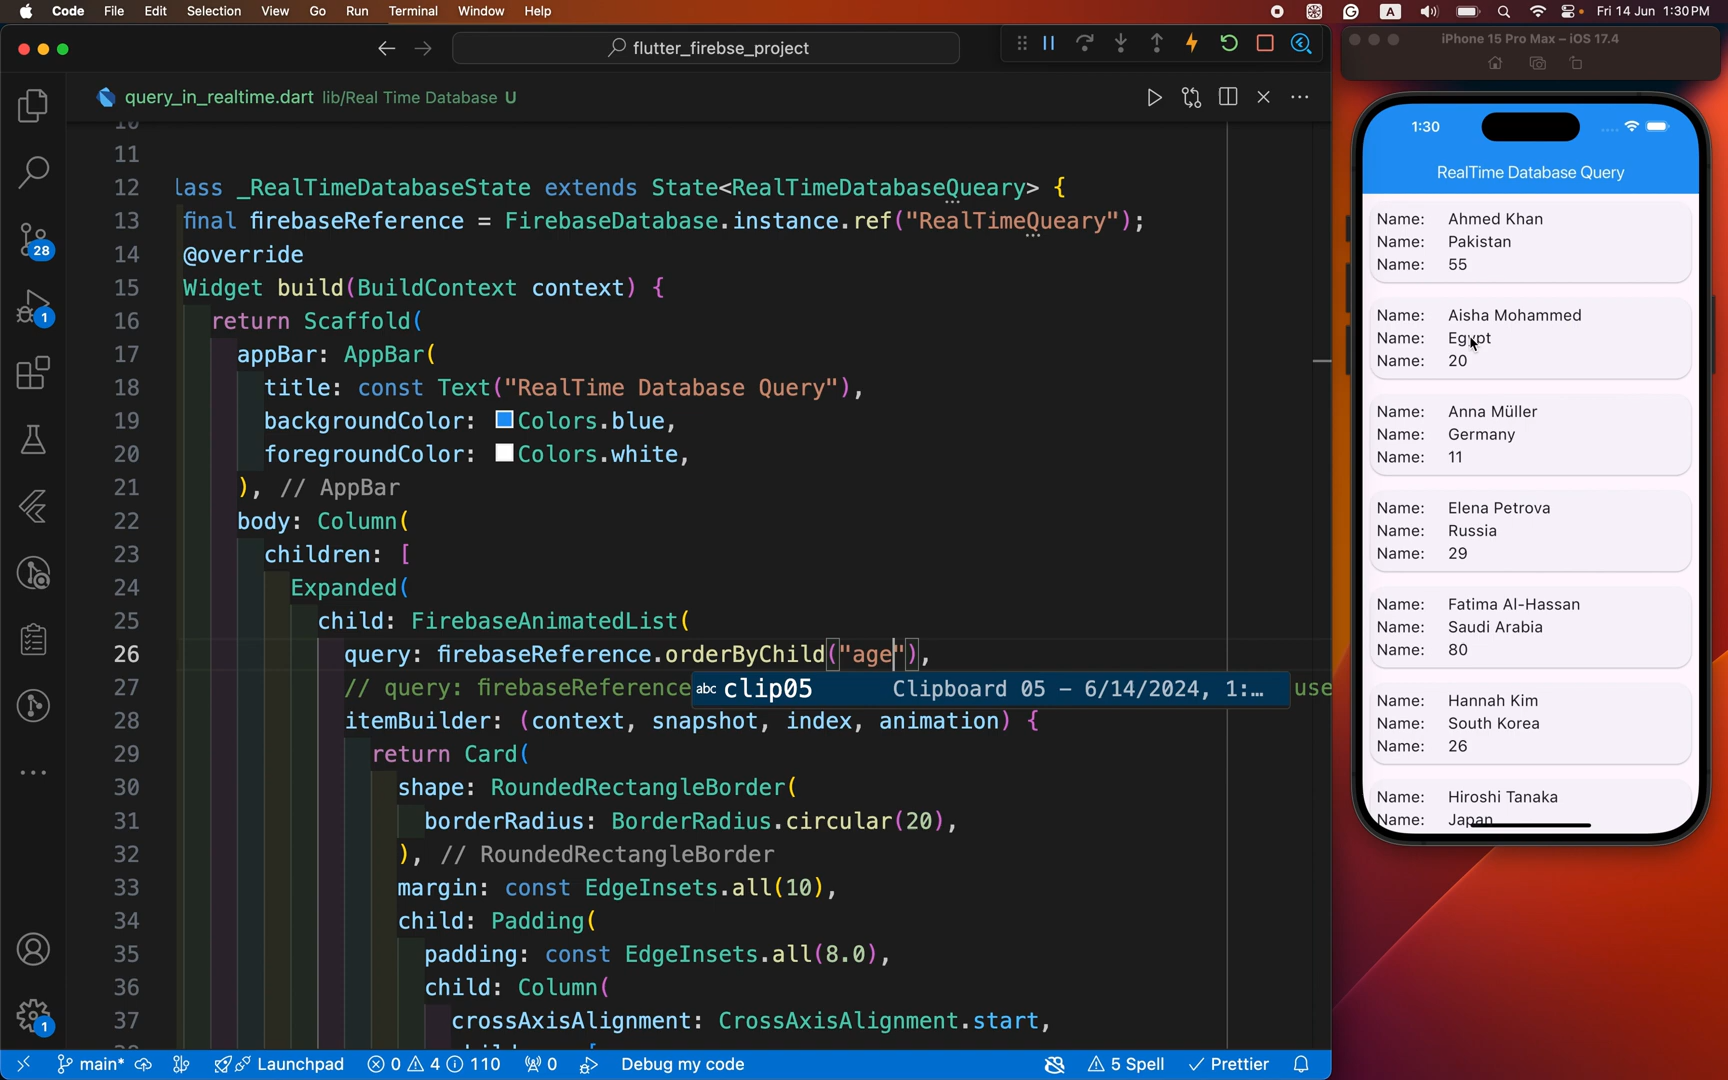 Code File Edit Selection View Go Run Terminal Window Help
A Fri 14 Jun 1:30 PM
flutter_firebse_project
query_in_realtime.dart lib/Real Time Database U
28
1
1
11
12 lass _RealTimeDatabaseState extends State<RealTimeDatabaseQueary> {
13 final firebaseReference = FirebaseDatabase.instance.ref("RealTimeQueary");
14 @override
15 Widget build(BuildContext context) {
16 return Scaffold(
17 appBar: AppBar(
18 title: const Text("RealTime Database Query"),
19 backgroundColor: Colors.blue,
20 foregroundColor: Colors.white,
21 ), // AppBar
22 body: Column(
23 children: [
24 Expanded(
25 child: FirebaseAnimatedList(
26 query: firebaseReference.orderByChild("age"),
27 // query: firebaseReference use
abc clip05 Clipboard 05 – 6/14/2024, 1:…
28 itemBuilder: (context, snapshot, index, animation) {
29 return Card(
30 shape: RoundedRectangleBorder(
31 borderRadius: BorderRadius.circular(20),
32 ), // RoundedRectangleBorder
33 margin: const EdgeInsets.all(10),
34 child: Padding(
35 padding: const EdgeInsets.all(8.0),
36 child: Column(
37 crossAxisAlignment: CrossAxisAlignment.start,
main* Launchpad 0 4 110 0 Debug my code 5 Spell Prettier
iPhone 15 Pro Max – iOS 17.4
1:30
RealTime Database Query
Name: Ahmed Khan
Name: Pakistan
Name: 55
Name: Aisha Mohammed
Name: Egypt
Name: 20
Name: Anna Müller
Name: Germany
Name: 11
Name: Elena Petrova
Name: Russia
Name: 29
Name: Fatima Al-Hassan
Name: Saudi Arabia
Name: 80
Name: Hannah Kim
Name: South Korea
Name: 26
Name: Hiroshi Tanaka
Name: Japan